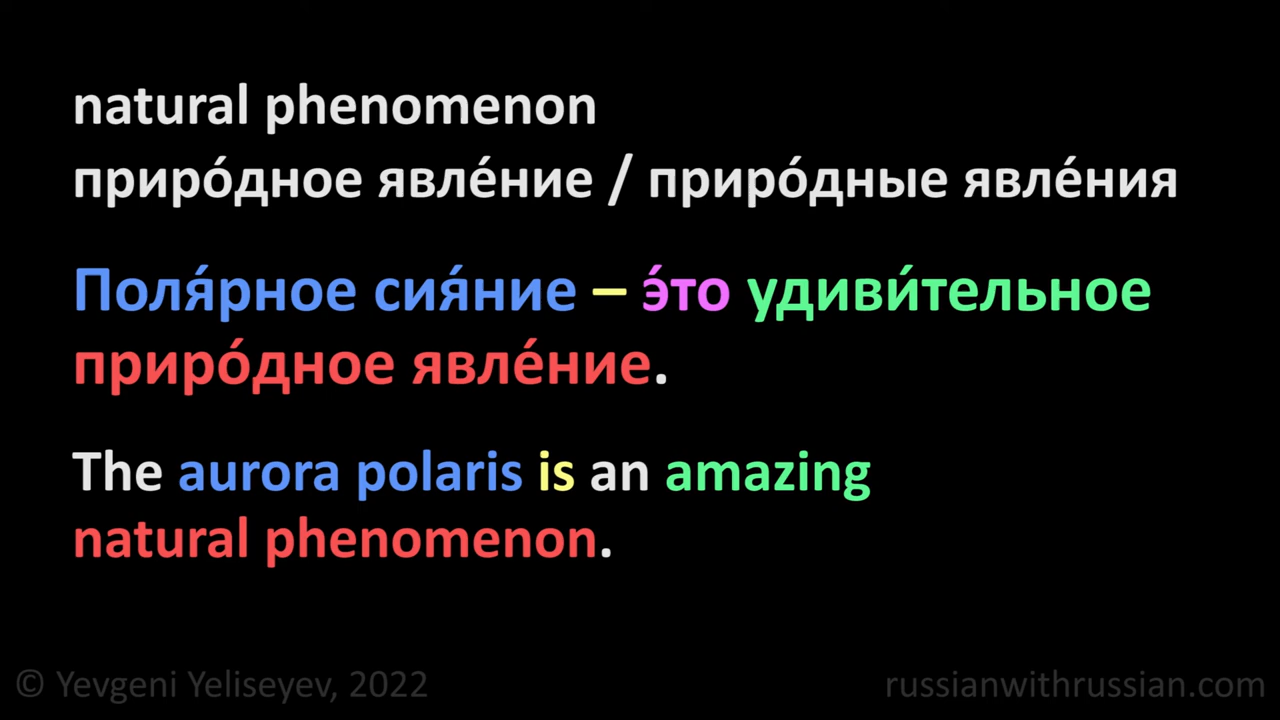 natural phenomenon
приро́дное явле́ние / приро́дные явле́ния
Поля́рное сия́ние – э́то удиви́тельное
приро́дное явле́ние.
The aurora polaris is an amazing
natural phenomenon.
© Yevgeni Yeliseyev, 2022
russianwithrussian.com